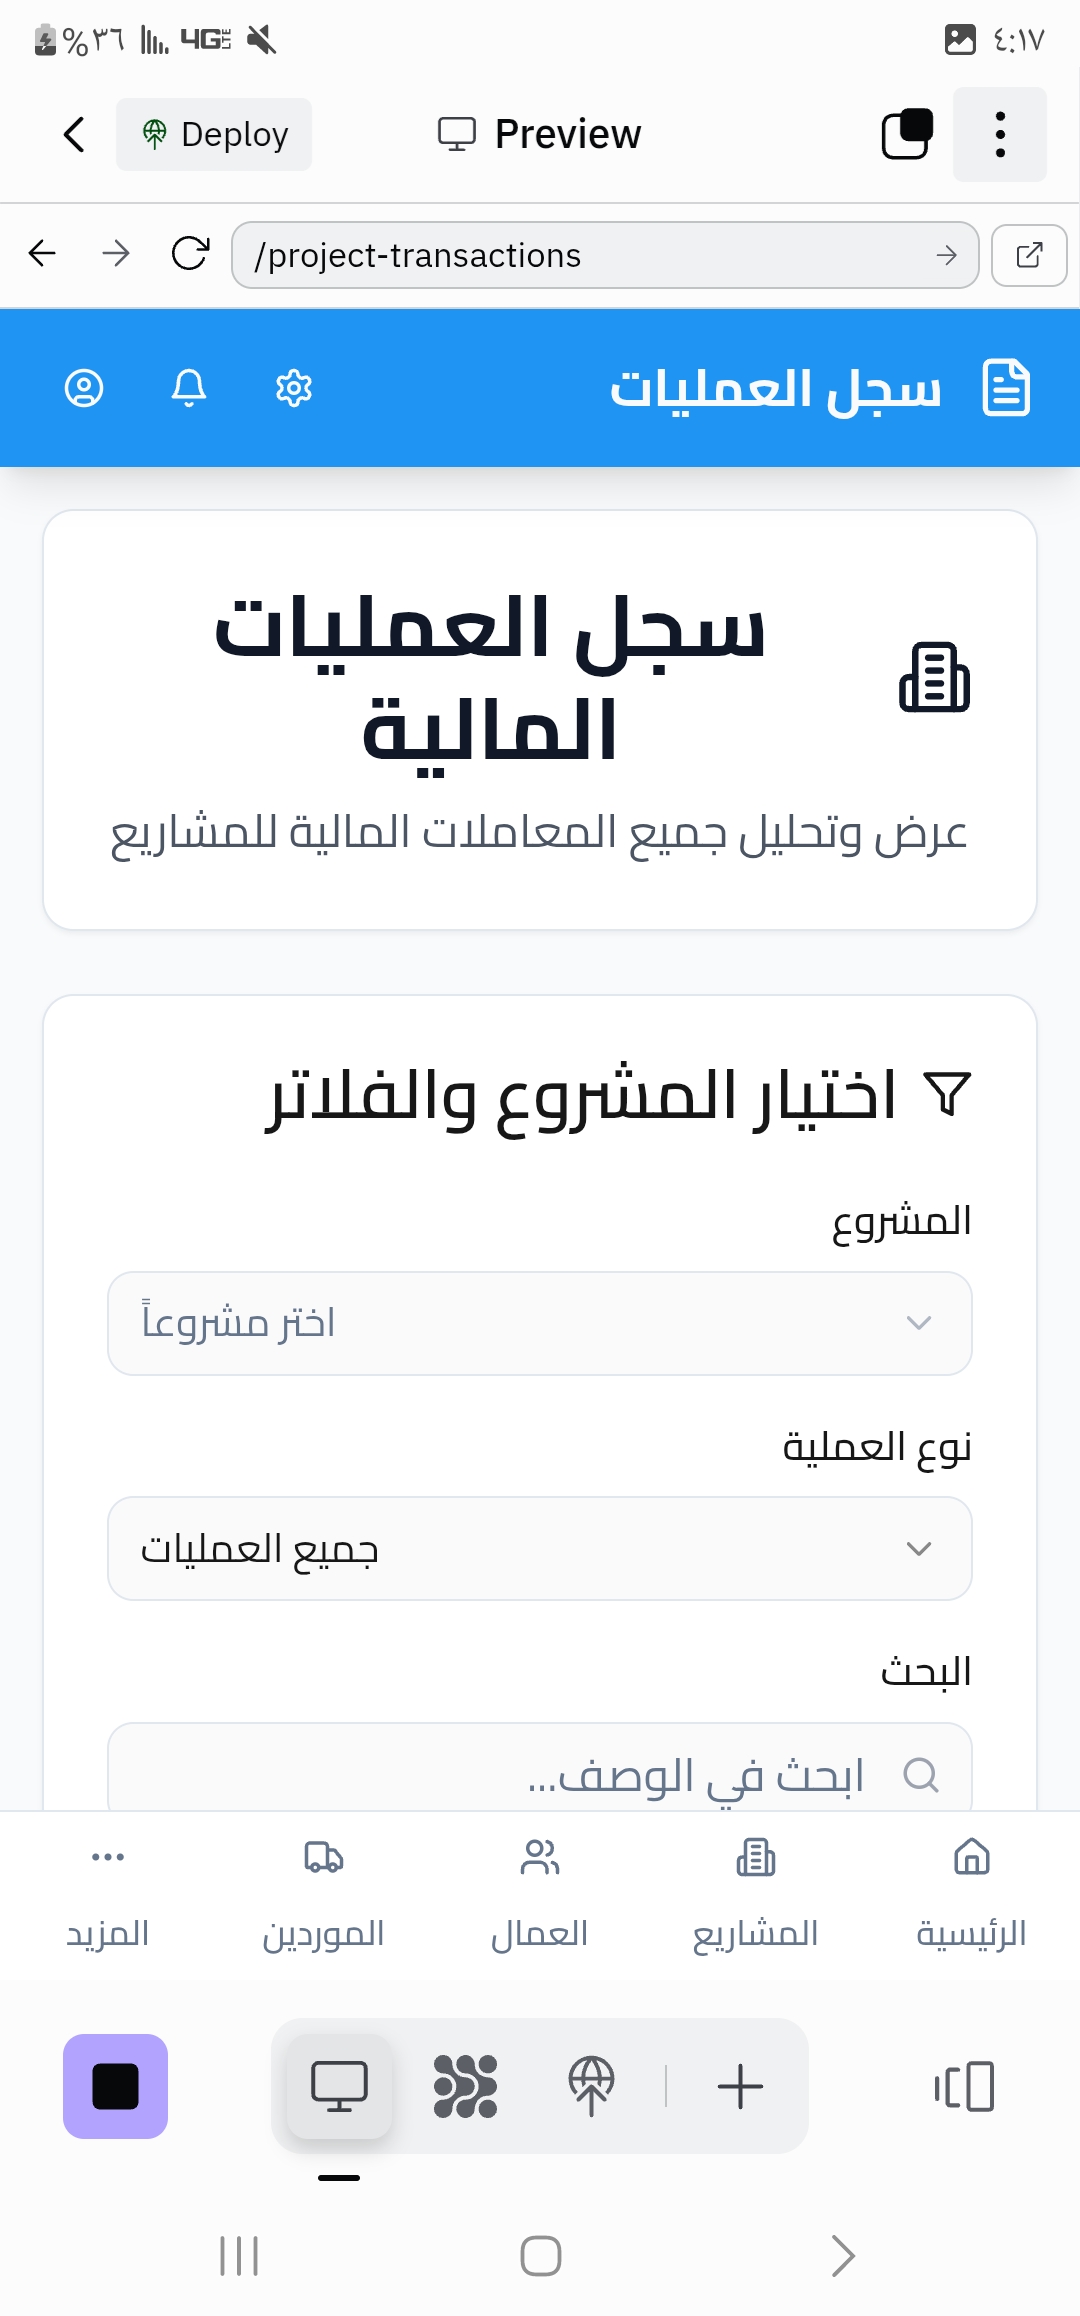 %٣٦ 4G LTE ٤:١٧
Deploy Preview
/project-transactions
سجل العمليات
سجل العمليات
المالية
عرض وتحليل جميع المعاملات المالية للمشاريع
اختيار المشروع والفلاتر
المشروع
اختر مشروعاً
نوع العملية
جميع العمليات
البحث
ابحث في الوصف...
الرئيسية المشاريع العمال الموردين المزيد